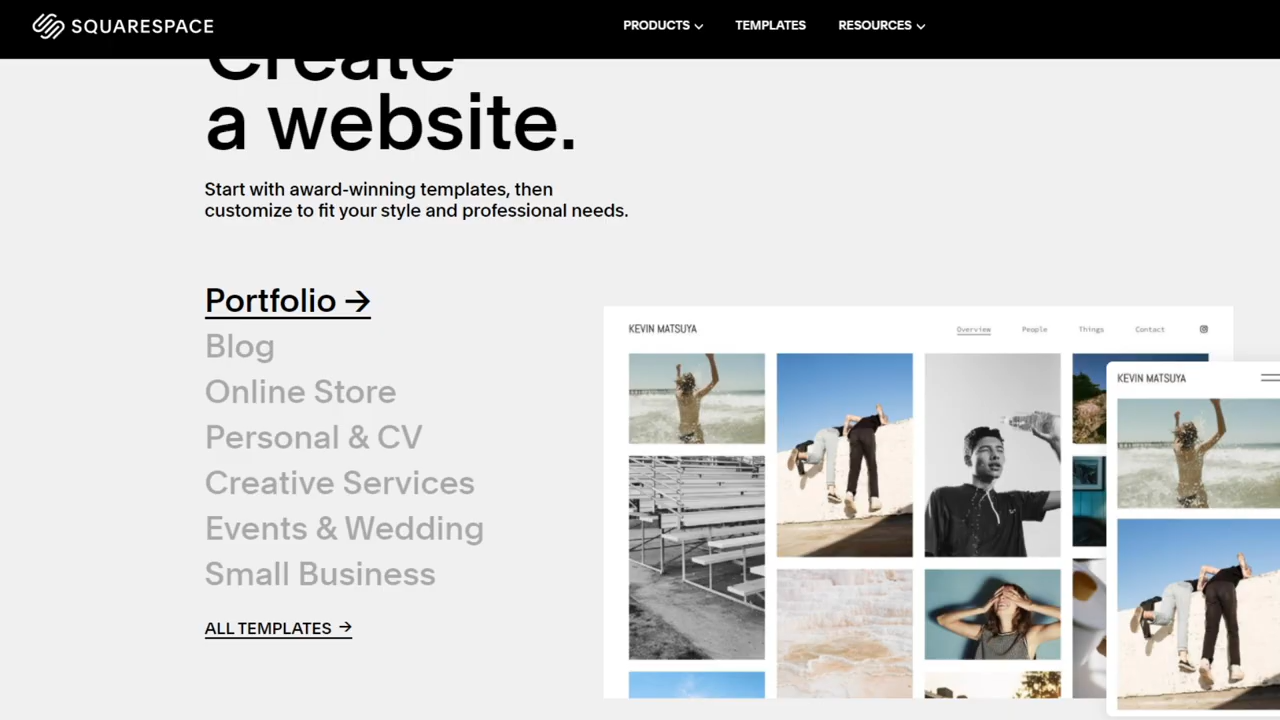 SQUARESPACE
PRODUCTS
TEMPLATES
RESOURCES
Create
a website.
Start with award-winning templates, then
customize to fit your style and professional needs.
Portfolio →
Blog
Online Store
Personal & CV
Creative Services
Events & Wedding
Small Business
ALL TEMPLATES →
KEVIN MATSUYA
Overview
People
Things
Contact
KEVIN MATSUYA